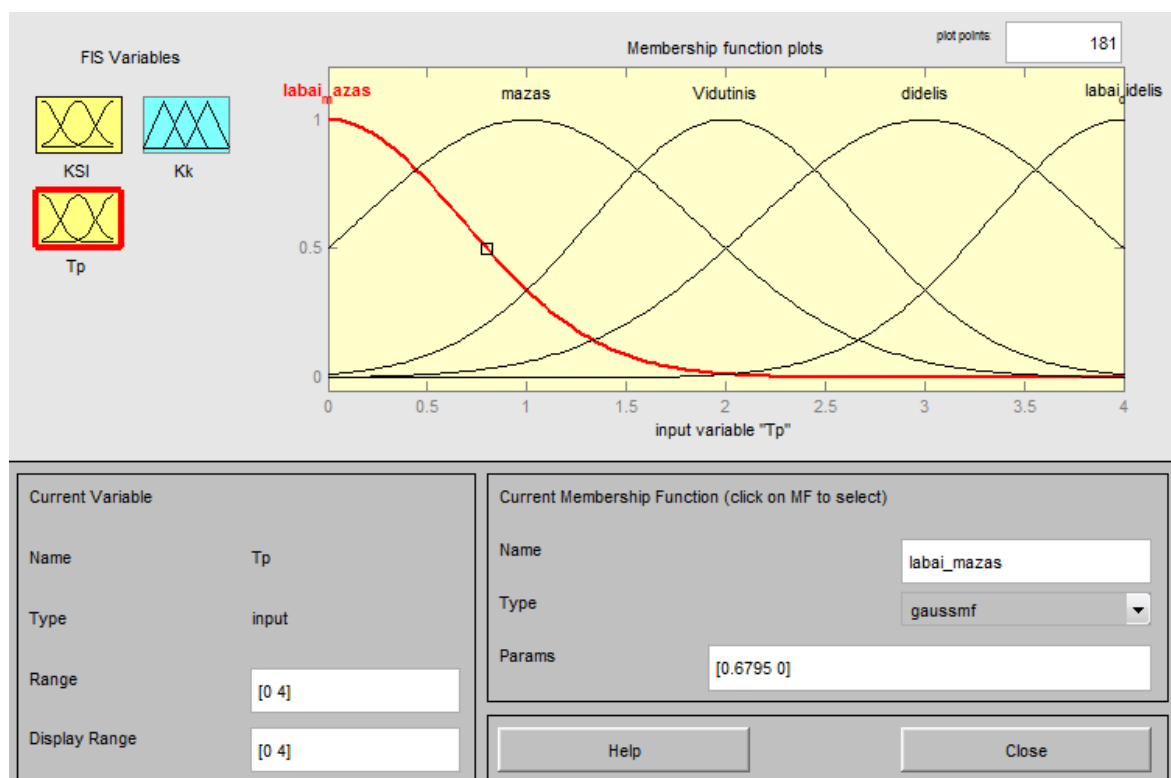 FIS Variables
KSI
Kk
Tp
Membership function plots
plot points:
181
labai_mazas
mazas
Vidutinis
didelis
labai_didelis
1
0.5
0
0
0.5
1
1.5
2
2.5
3
3.5
4
input variable "Tp"
Current Variable
Name
Tp
Type
input
Range
[0 4]
Display Range
[0 4]
Current Membership Function (click on MF to select)
Name
labai_mazas
Type
gaussmf
Params
[0.6795 0]
Help
Close